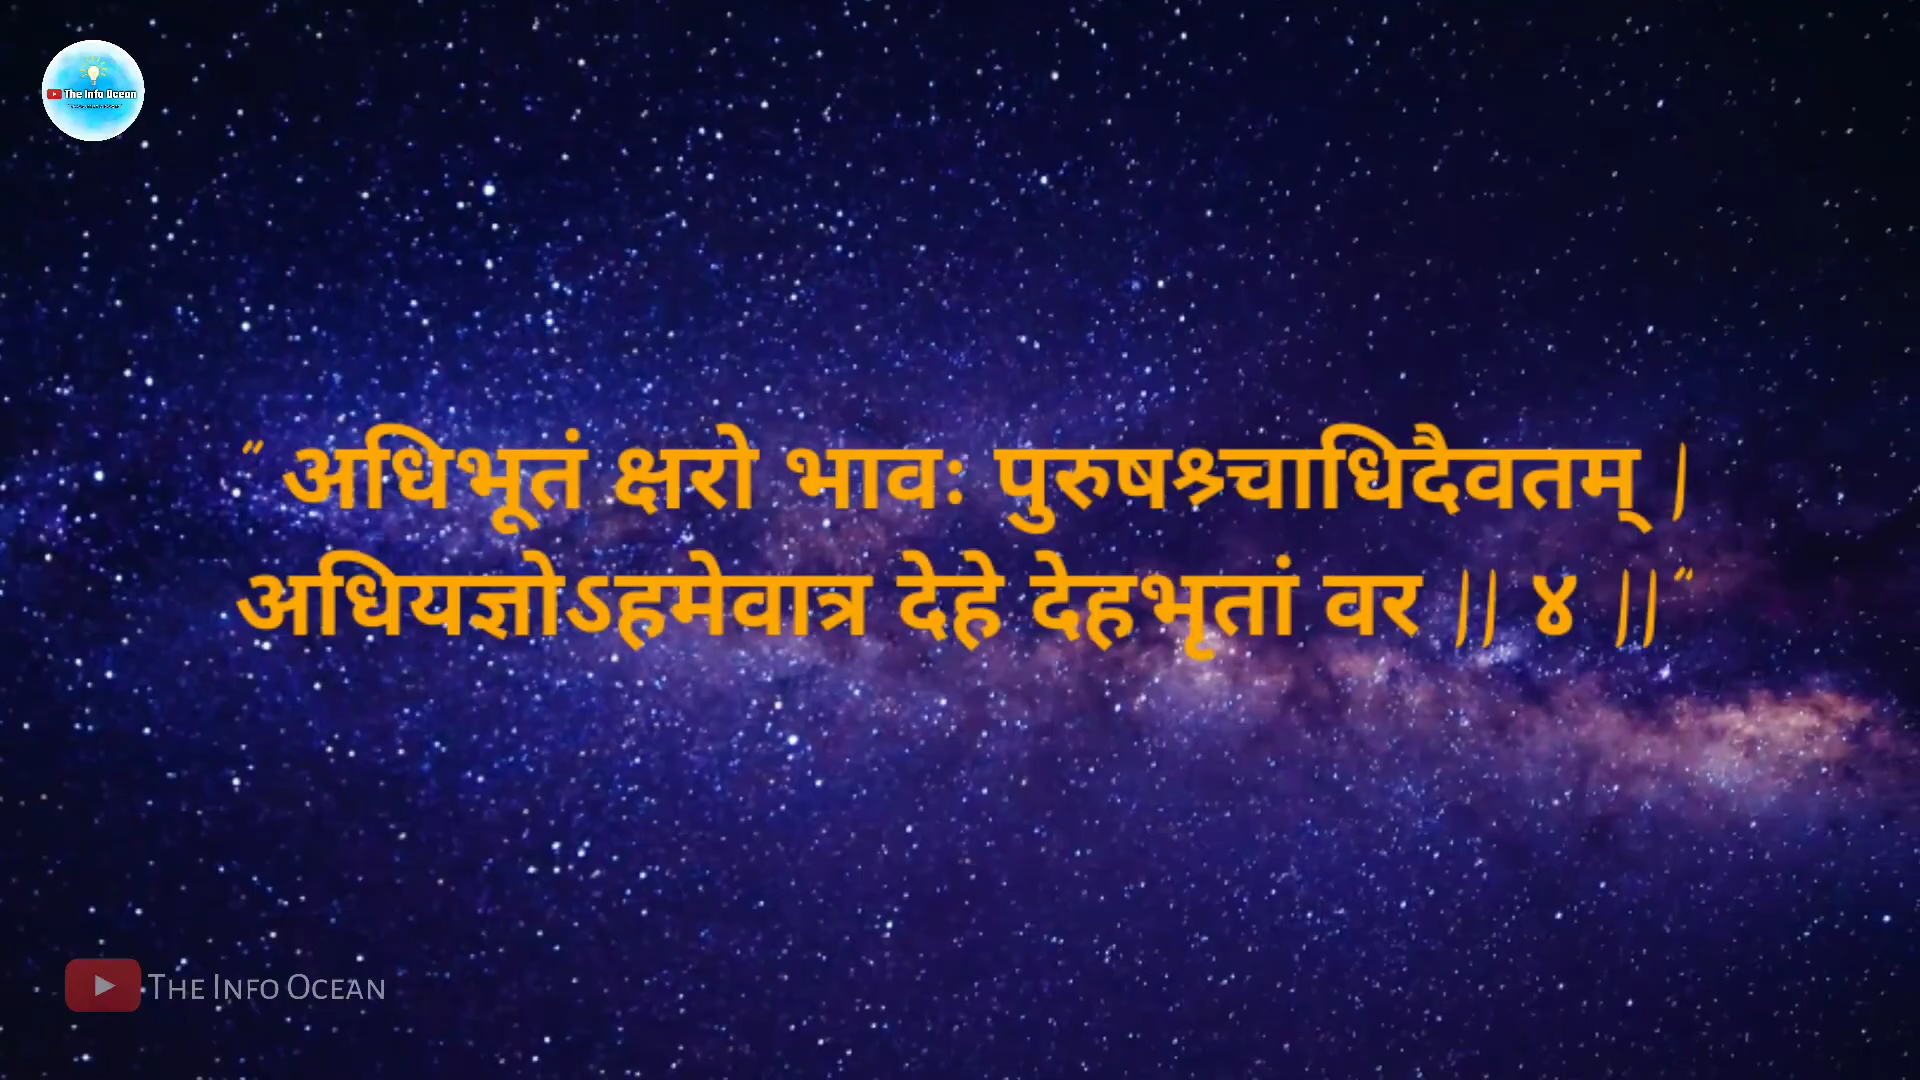 The Info Ocean
“ अधिभूतं क्षरो भावः पुरुषश्र्चाधिदैवतम् |
अधियज्ञोऽहमेवात्र देहे देहभृतां वर || ४ ||”
The Info Ocean